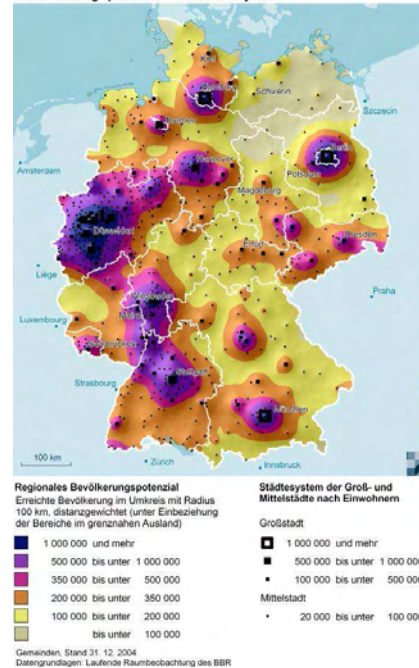 Kiel
Hamburg
Schwerin
Szczecin
Bremen
Amsterdam
Hannover
Berlin
Potsdam
Magdeburg
Düsseldorf
Erfurt
Dresden
Liège
Wiesbaden
Praha
Mainz
Luxembourg
Saarbrücken
Strasbourg
Stuttgart
München
100 km
Zürich
Innsbruck
Regionales Bevölkerungspotenzial
Erreichte Bevölkerung im Umkreis mit Radius
100 km, distanzgewichtet (unter Einbeziehung
der Bereiche im grenznahen Ausland)
1 000 000 und mehr
500 000 bis unter 1 000 000
350 000 bis unter 500 000
200 000 bis unter 350 000
100 000 bis unter 200 000
bis unter 100 000
Gemeinden, Stand 31. 12. 2004
Datengrundlagen: Laufende Raumbeobachtung des BBR
Städtesystem der Groß- und
Mittelstädte nach Einwohnern
Großstadt
1 000 000 und mehr
500 000 bis unter 1 000 000
100 000 bis unter 500 000
Mittelstadt
20 000 bis unter 100 000